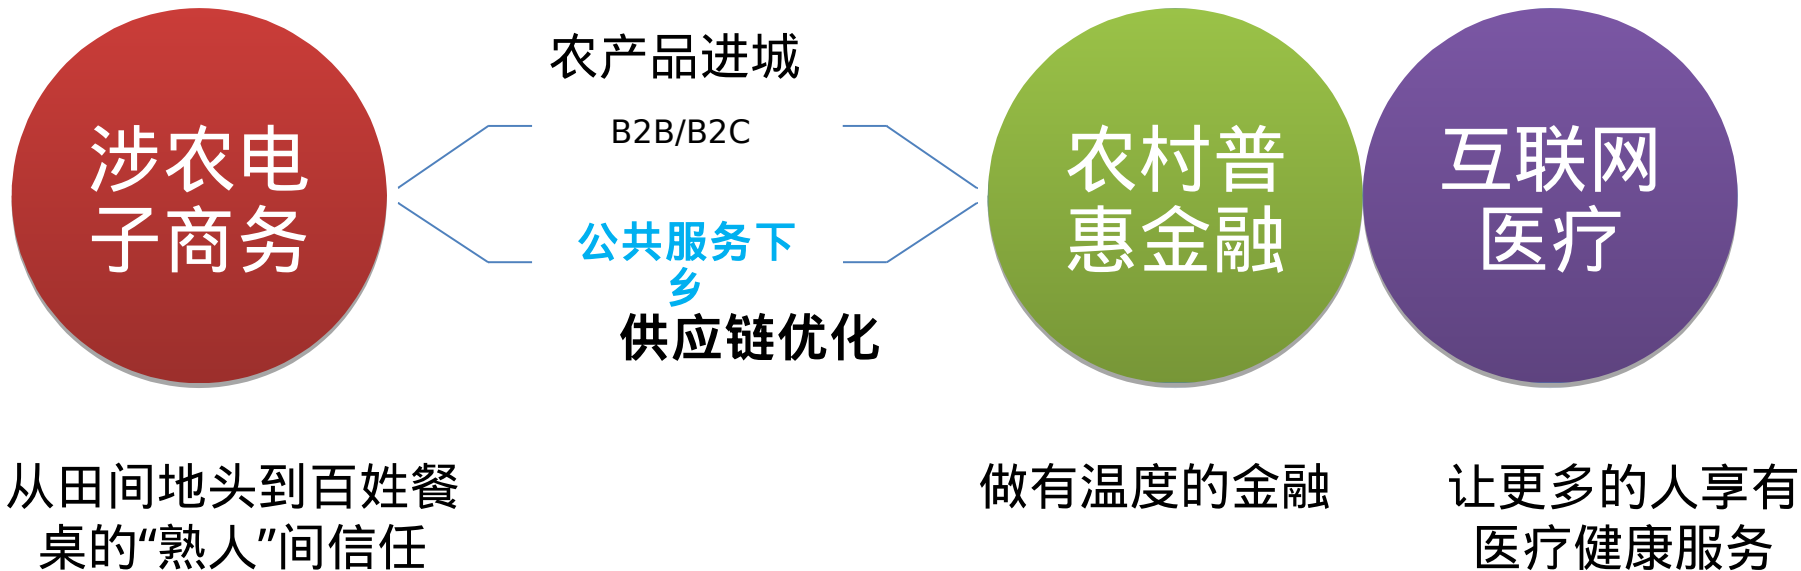 涉农电
子商务
农产品进城
B2B/B2C
公共服务下
乡
供应链优化
农村普
惠金融
互联网
医疗
从田间地头到百姓餐
桌的“熟人”间信任
做有温度的金融
让更多的人享有
医疗健康服务